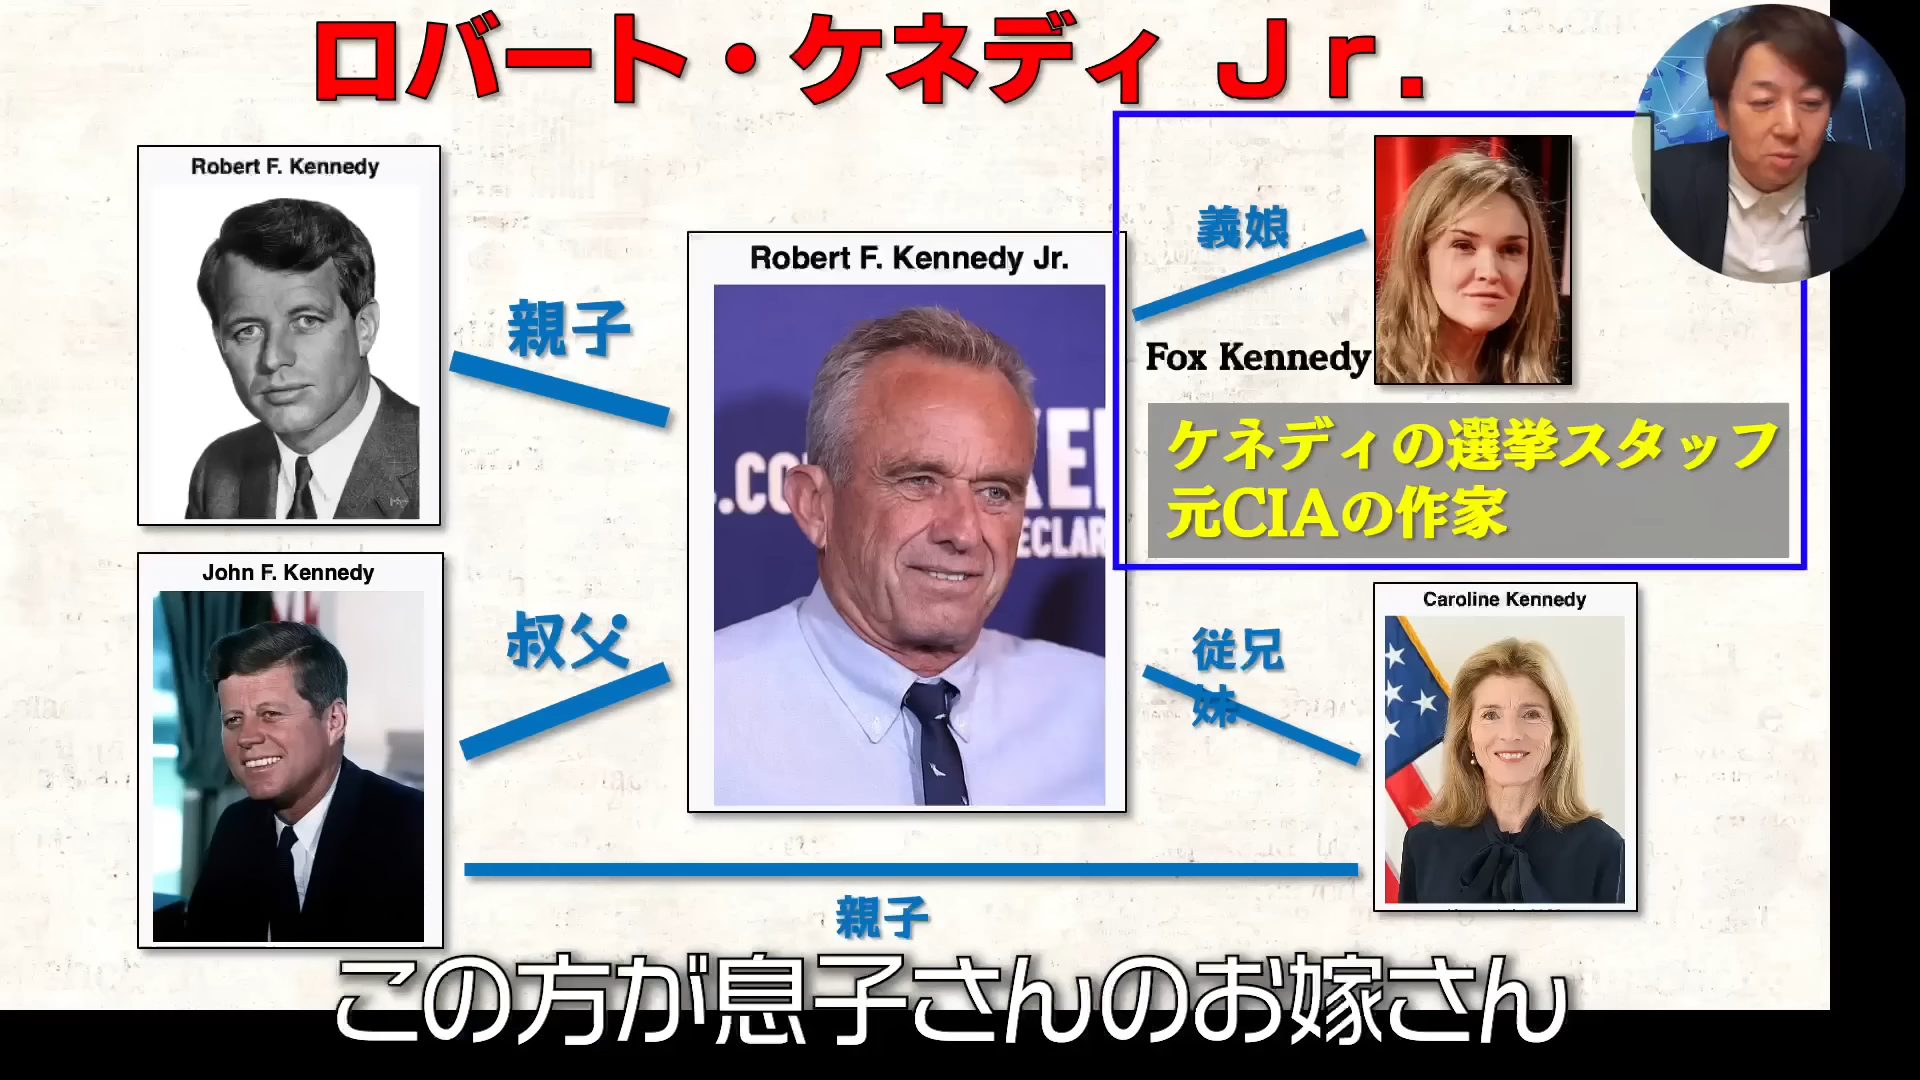 ロバート・ケネディ Jr.
Robert F. Kennedy
Robert F. Kennedy Jr.
親子
義娘
Fox Kennedy
ケネディの選挙スタッフ
元CIAの作家
.CO
KE
ECLAR
John F. Kennedy
叔父
従兄
妹
Caroline Kennedy
親子
この方が息子さんのお嫁さん